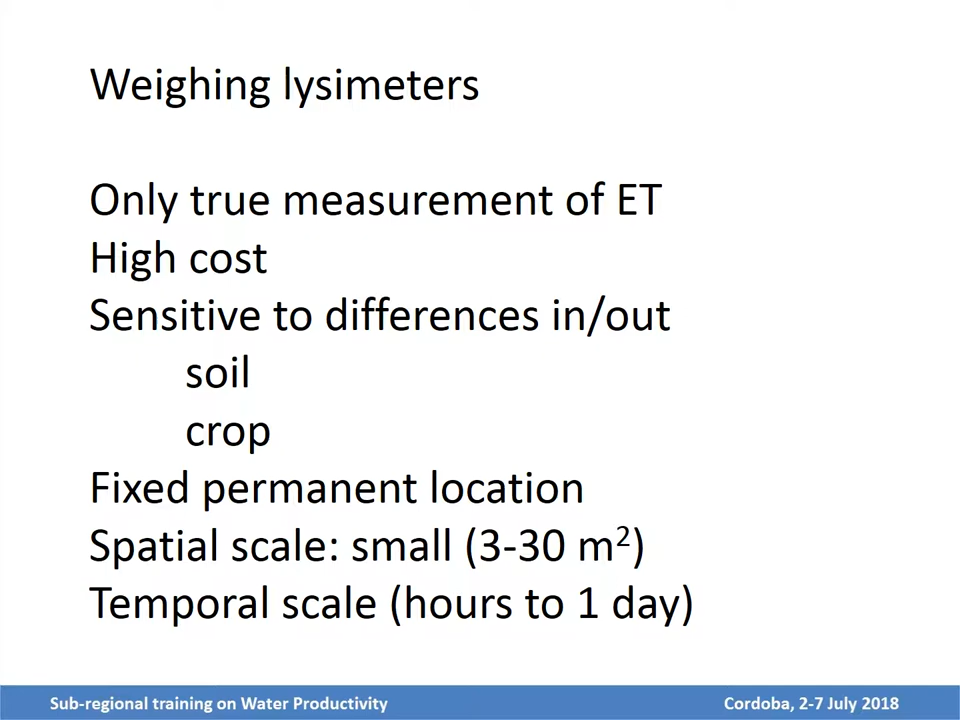 Weighing lysimeters
Only true measurement of ET
High cost
Sensitive to differences in/out
soil
crop
Fixed permanent location
Spatial scale: small (3-30 m²)
Temporal scale (hours to 1 day)
Sub-regional training on Water Productivity
Cordoba, 2-7 July 2018